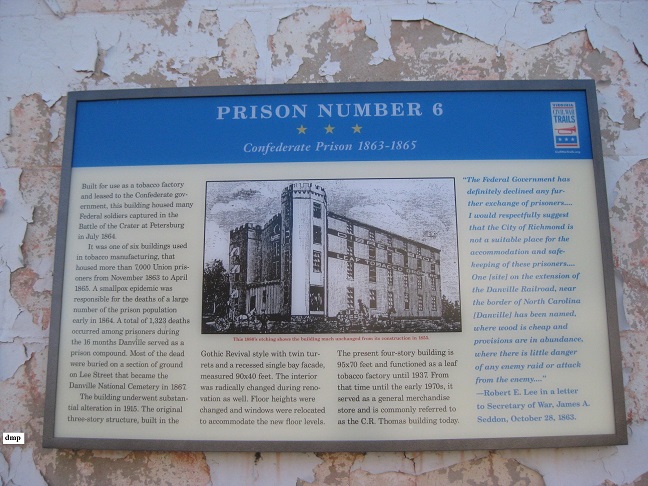 PRISON NUMBER 6
Confederate Prison 1863-1865
CIVIL WAR
TRAILS
Built for use as a tobacco factory
and leased to the Confederate gov-
ernment, this building housed many
Federal soldiers captured in the
Battle of the Crater at Petersburg
in July 1864.
It was one of six buildings used
in tobacco manufacturing, that
housed more than 7,000 Union pris-
oners from November 1863 to April
1865. A smallpox epidemic was
responsible for the deaths of a large
number of the prison population
early in 1864. A total of 1,323 deaths
occurred among prisoners during
the 16 months Danville served as a
prison compound. Most of the dead
were buried on a section of ground
on Lee Street that became the
Danville National Cemetery in 1867.
The building underwent substan-
tial alteration in 1915. The original
three-story structure, built in the
This 1900's etching shows the building much unchanged from its construction in 1855.
Gothic Revival style with twin tur-
rets and a recessed single bay facade,
measured 90x40 feet. The interior
was radically changed during reno-
vation as well. Floor heights were
changed and windows were relocated
to accommodate the new floor levels.
The present four-story building is
95x70 feet and functioned as a leaf
tobacco factory until 1937. From
that time until the early 1970s, it
served as a general merchandise
store and is commonly referred to
as the C.R. Thomas building today.
"The Federal Government has
definitely declined any fur-
ther exchange of prisoners....
I would respectfully suggest
that the City of Richmond is
not a suitable place for the
accommodation and safe-
keeping of these prisoners....
One [site] on the extension of
the Danville Railroad, near
the border of North Carolina
[Danville] has been named,
where wood is cheap and
provisions are in abundance,
where there is little danger
of any enemy raid or attack
from the enemy...."
—Robert E. Lee in a letter
to Secretary of War, James A.
Seddon, October 28, 1863.
dmp